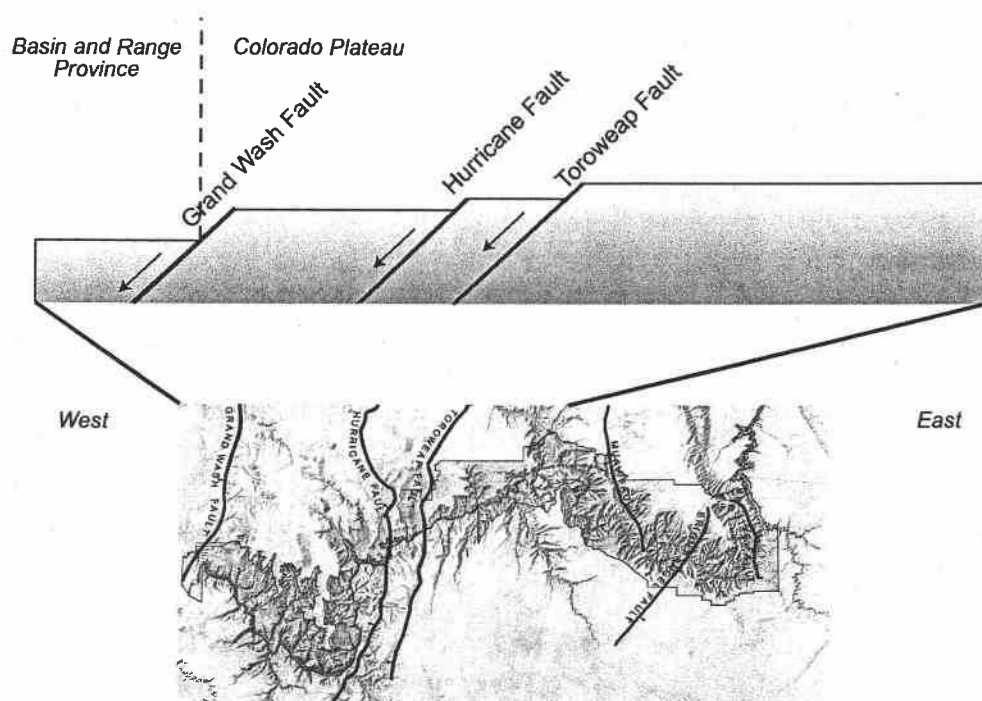 Basin and Range
Province
Colorado Plateau
Grand Wash Fault
Hurricane Fault
Toroweap Fault
West
East
GRAND WASH FAULT
HURRICANE FAULT
TOROWEAP FAULT
FAULT